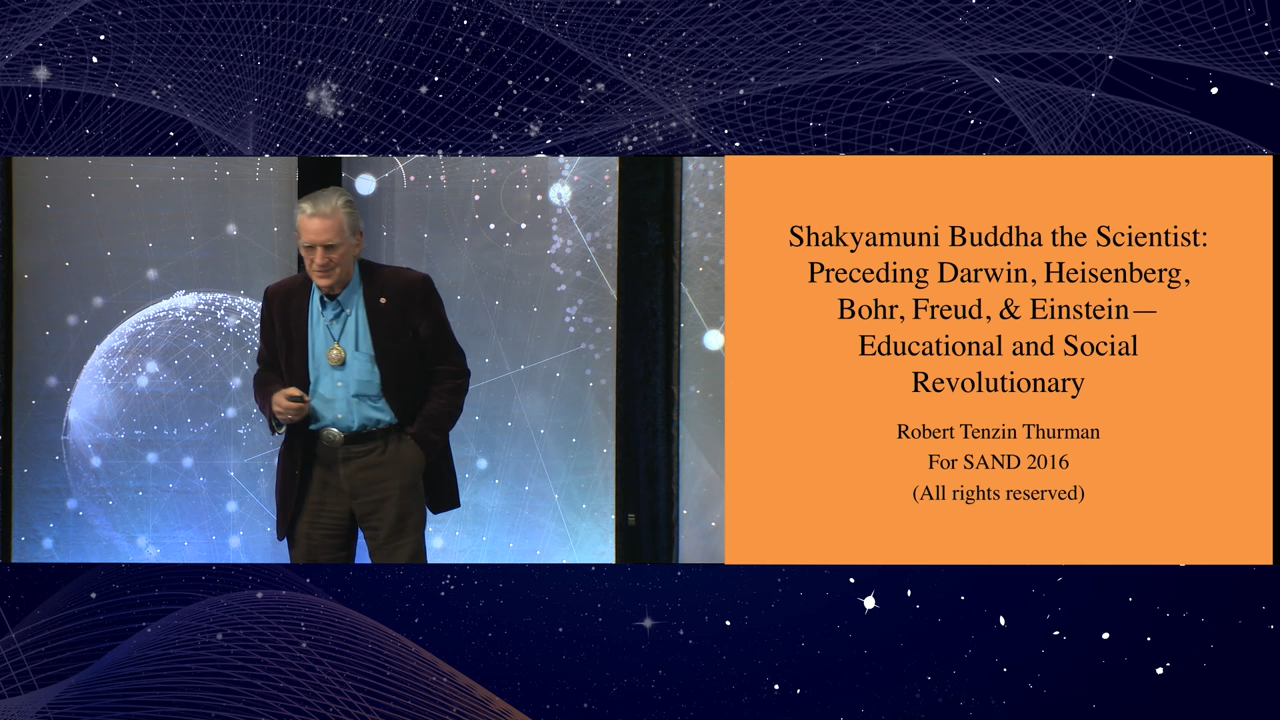 Shakyamuni Buddha the Scientist:
Preceding Darwin, Heisenberg,
Bohr, Freud, & Einstein—
Educational and Social
Revolutionary
Robert Tenzin Thurman
For SAND 2016
(All rights reserved)